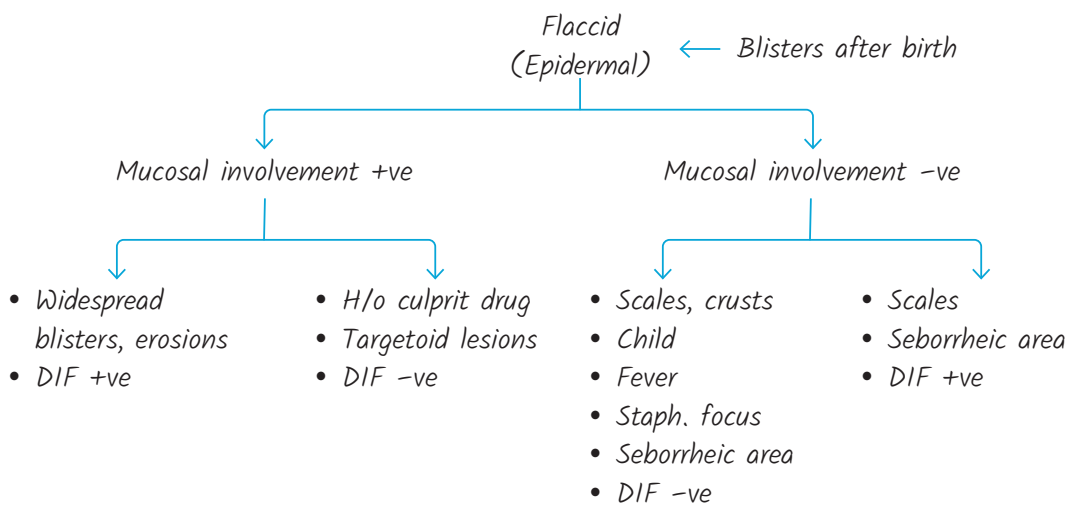 Flaccid
(Epidermal)
Blisters after birth
Mucosal involvement +ve
Mucosal involvement –ve
• Widespread
blisters, erosions
• DIF +ve
• H/o culprit drug
• Targetoid lesions
• DIF –ve
• Scales, crusts
• Child
• Fever
• Staph. focus
• Seborrheic area
• DIF –ve
• Scales
• Seborrheic area
• DIF +ve